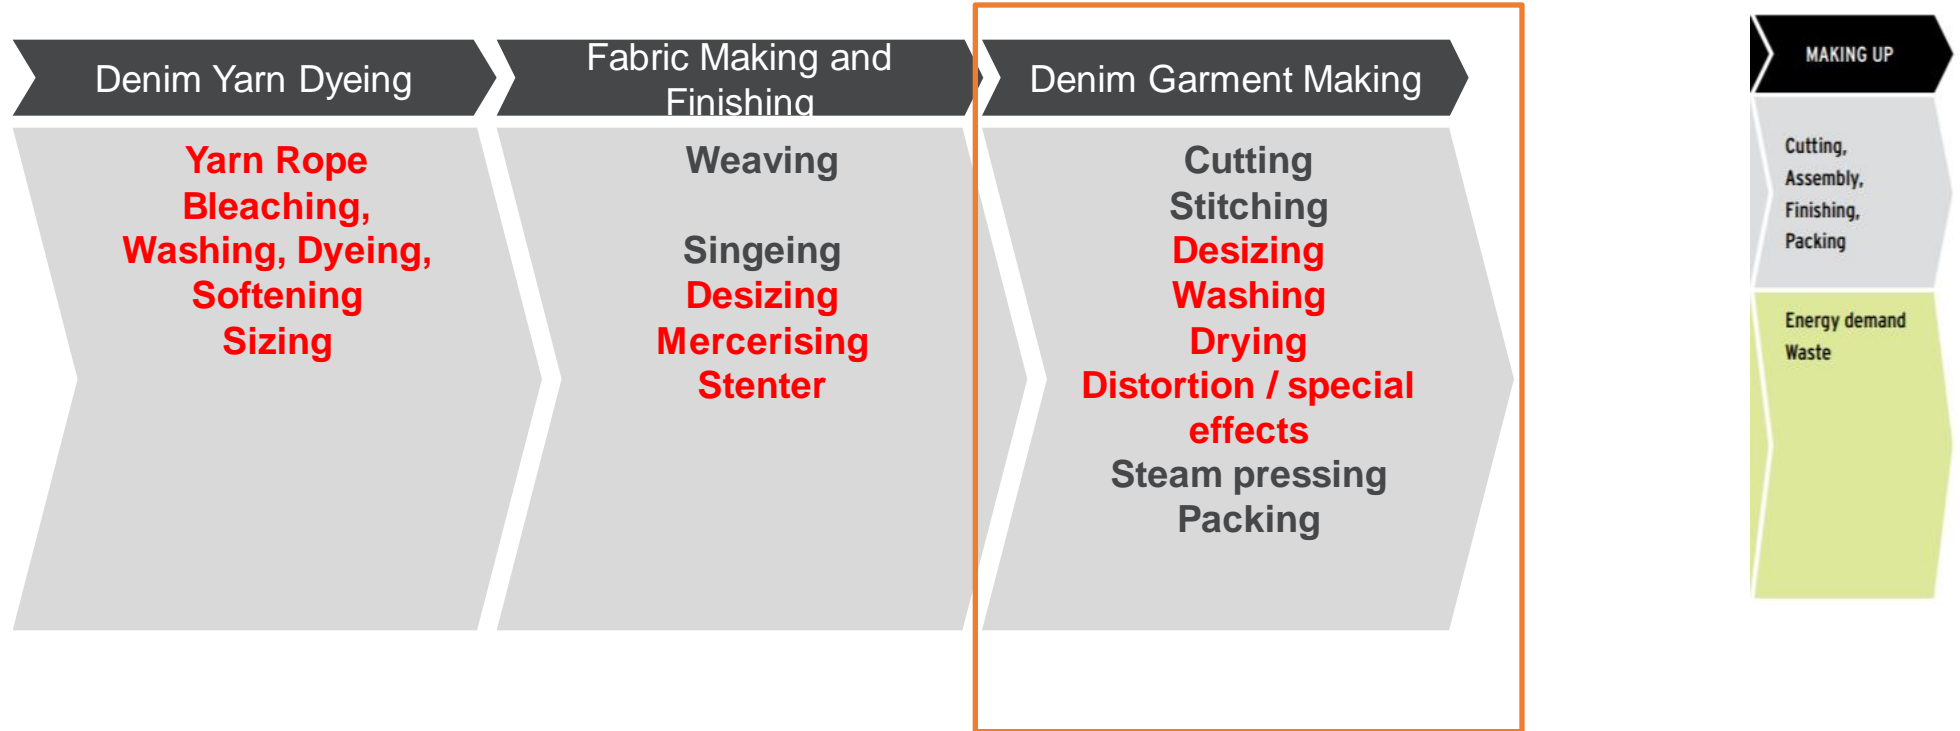 Denim Yarn Dyeing
Yarn Rope
Bleaching,
Washing, Dyeing,
Softening
Sizing
Fabric Making and
Finishing
Weaving
Singeing
Desizing
Mercerising
Stenter
Denim Garment Making
Cutting
Stitching
Desizing
Washing
Drying
Distortion / special
effects
Steam pressing
Packing
MAKING UP
Cutting,
Assembly,
Finishing,
Packing
Energy demand
Waste